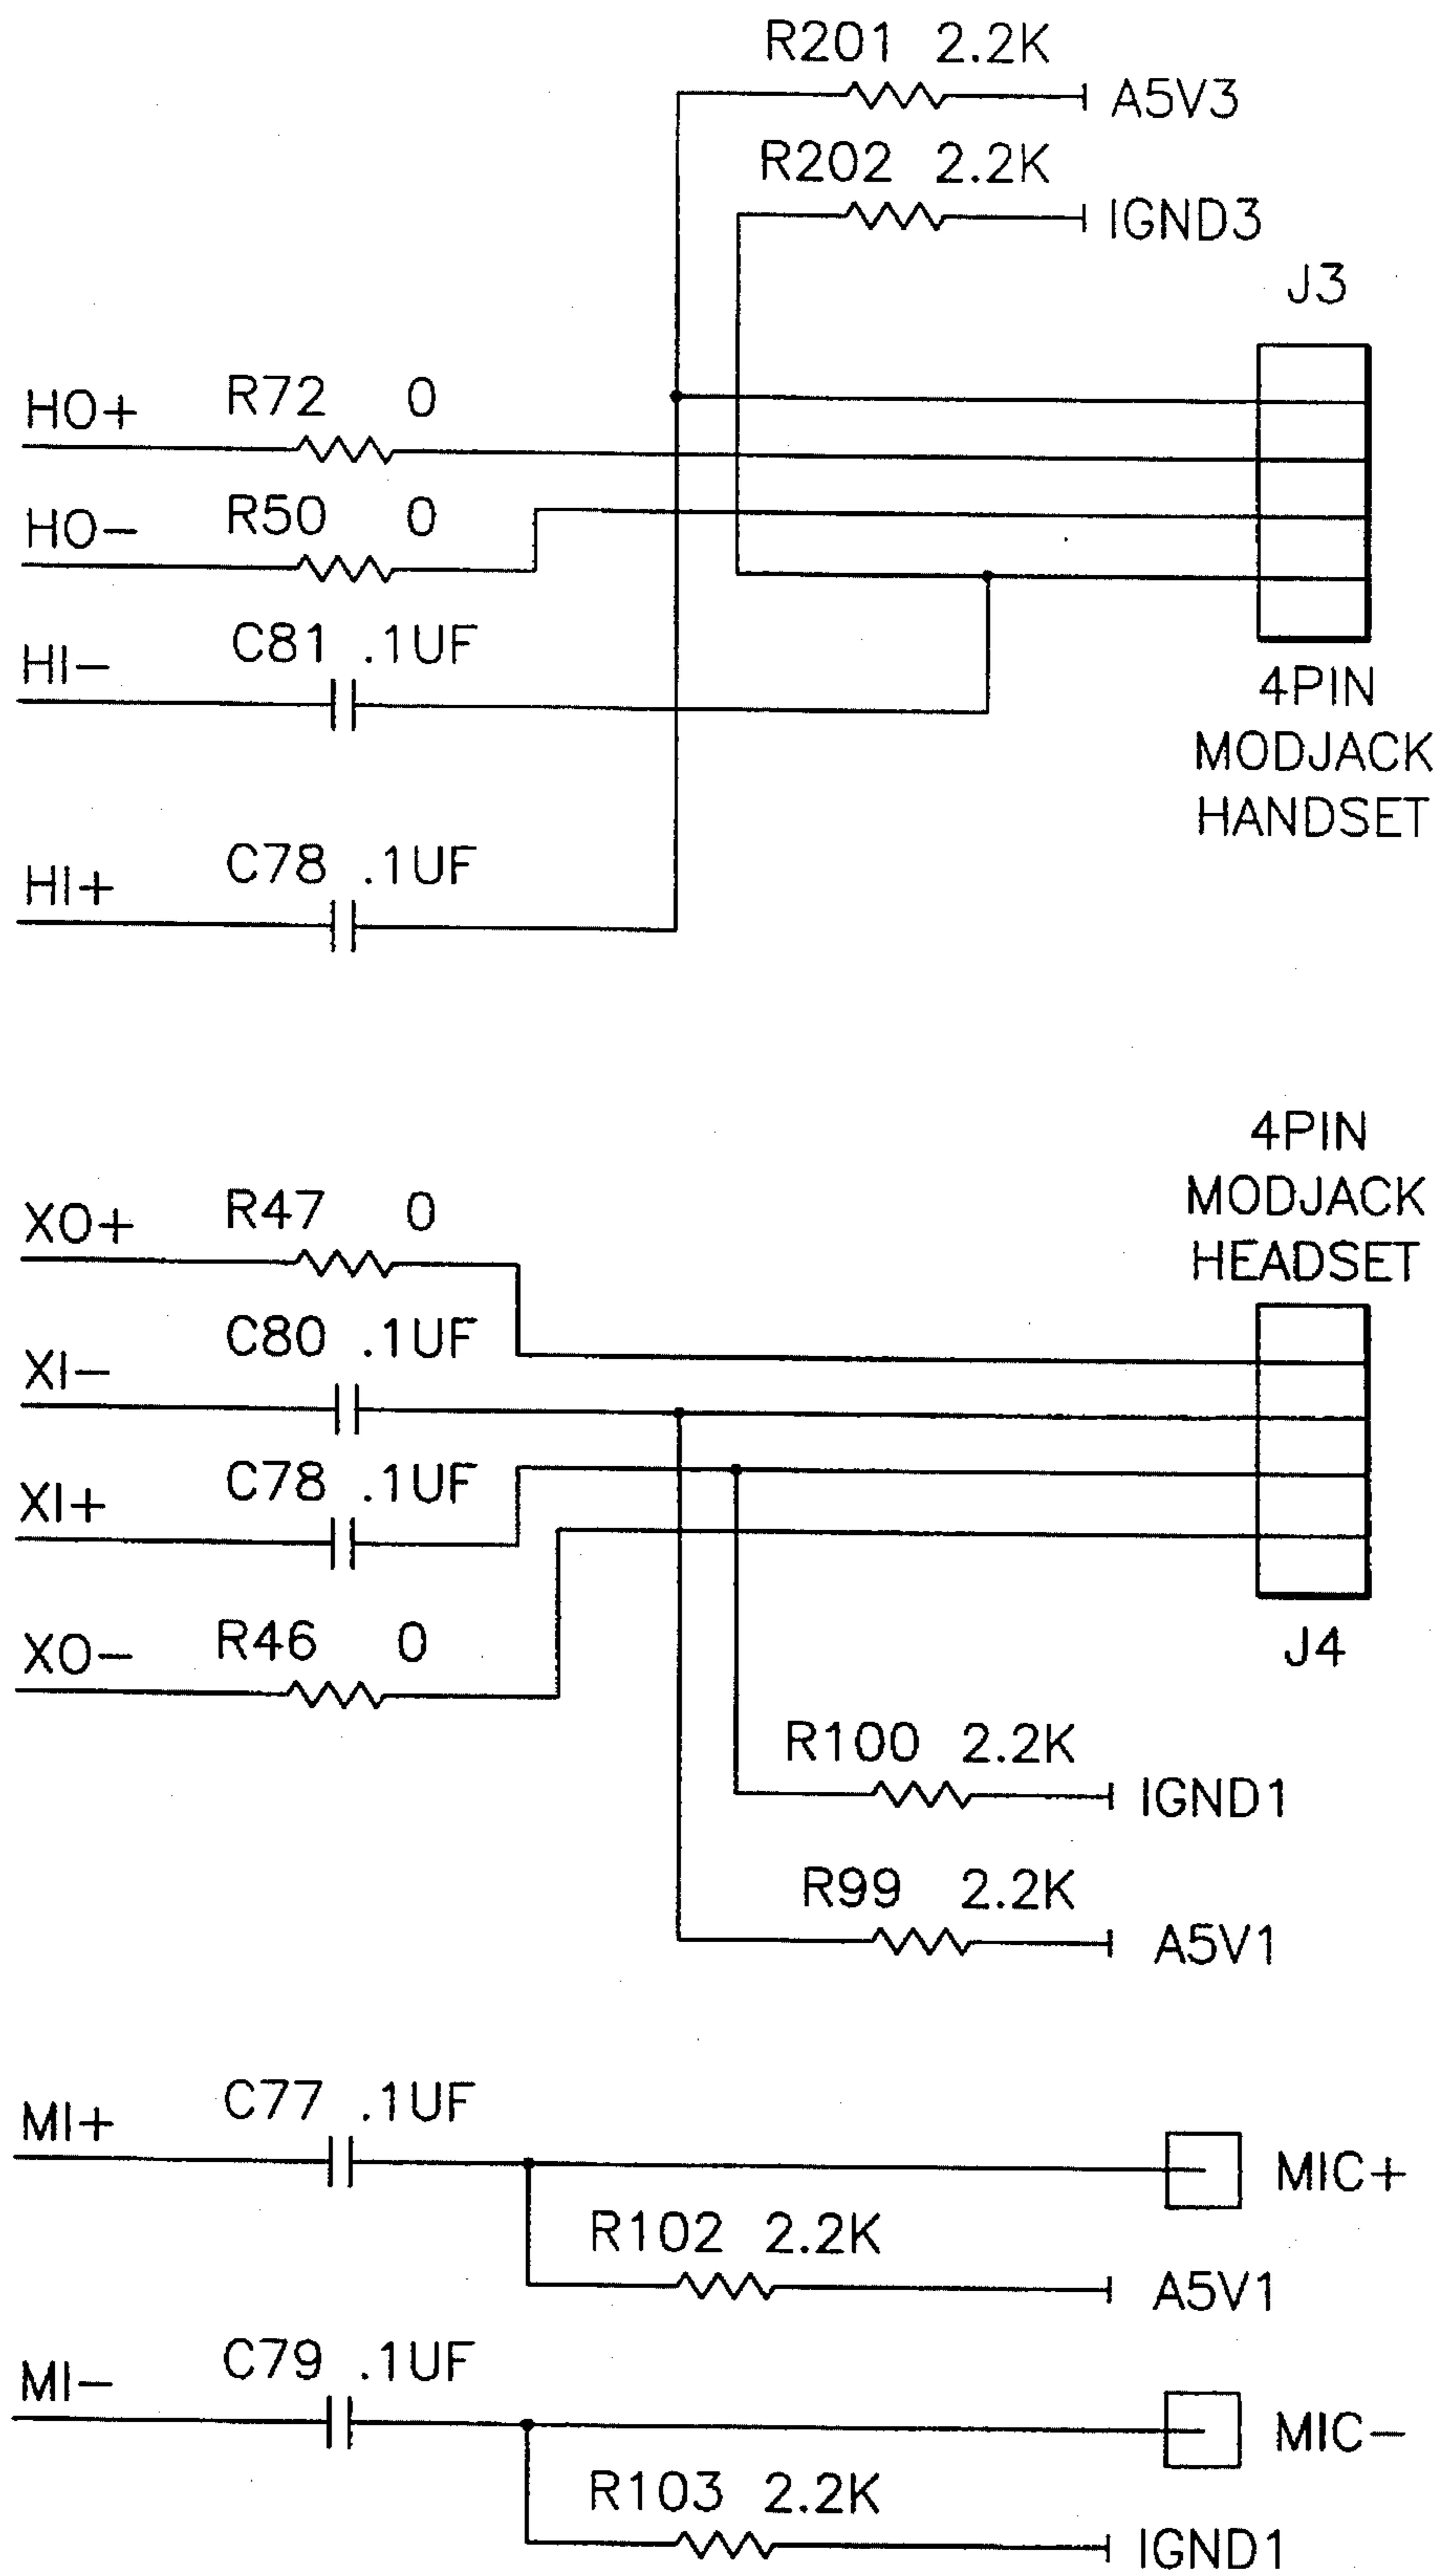 R201 2.2K
A5V3
R202 2.2K
IGND3
J3
HO+
R72 0
HO-
R50 0
HI-
C81 .1UF
4PIN
MODJACK
HANDSET
HI+
C78 .1UF
4PIN
MODJACK
HEADSET
XO+
R47 0
XI-
C80 .1UF
XI+
C78 .1UF
XO-
R46 0
J4
R100 2.2K
IGND1
R99 2.2K
A5V1
MI+
C77 .1UF
MIC+
R102 2.2K
A5V1
MI-
C79 .1UF
MIC-
R103 2.2K
IGND1